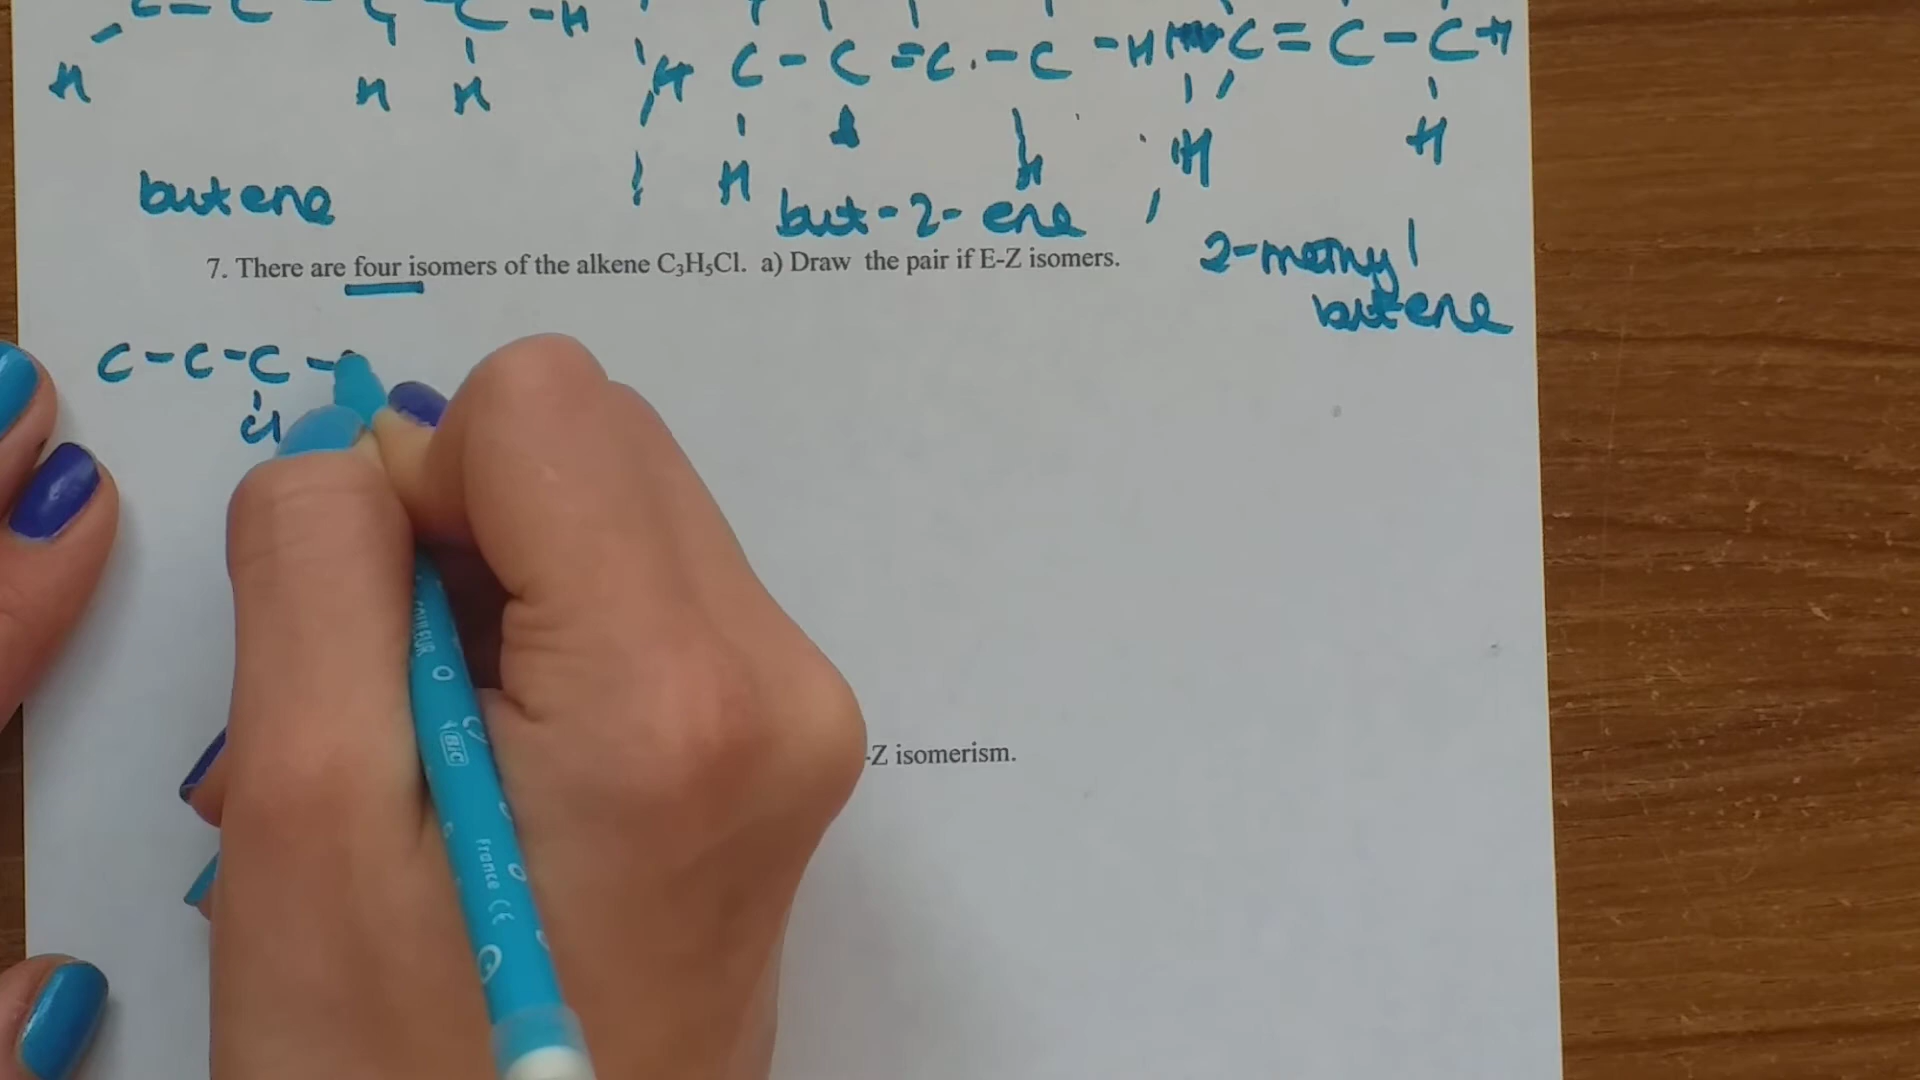 C - C - C - H
H H H
H C - C = C - C - H
H H
C = C - C - H
H H
butene
but-2-ene
7. There are four isomers of the alkene C₃H₅Cl. a) Draw the pair if E-Z isomers.
2-methyl
butene
C - C - C -
Cl
-Z isomerism.
COULEUR
BIC
France CE